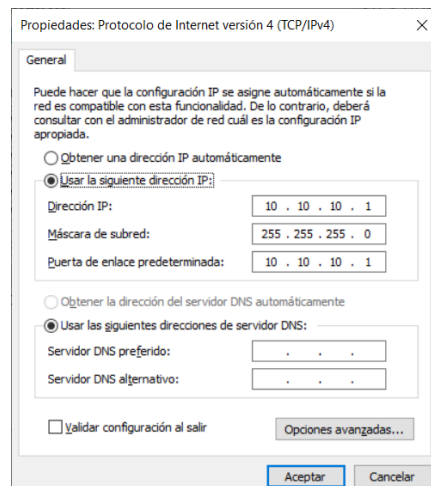 Propiedades: Protocolo de Internet versión 4 (TCP/IPv4)
General
Puede hacer que la configuración IP se asigne automáticamente si la
red es compatible con esta funcionalidad. De lo contrario, deberá
consultar con el administrador de red cuál es la configuración IP
apropiada.
Obtener una dirección IP automáticamente
Usar la siguiente dirección IP:
Dirección IP: 10 . 10 . 10 . 1
Máscara de subred: 255 . 255 . 255 . 0
Puerta de enlace predeterminada: 10 . 10 . 10 . 1
Obtener la dirección del servidor DNS automáticamente
Usar las siguientes direcciones de servidor DNS:
Servidor DNS preferido: . . .
Servidor DNS alternativo: . . .
Validar configuración al salir
Opciones avanzadas...
Aceptar Cancelar